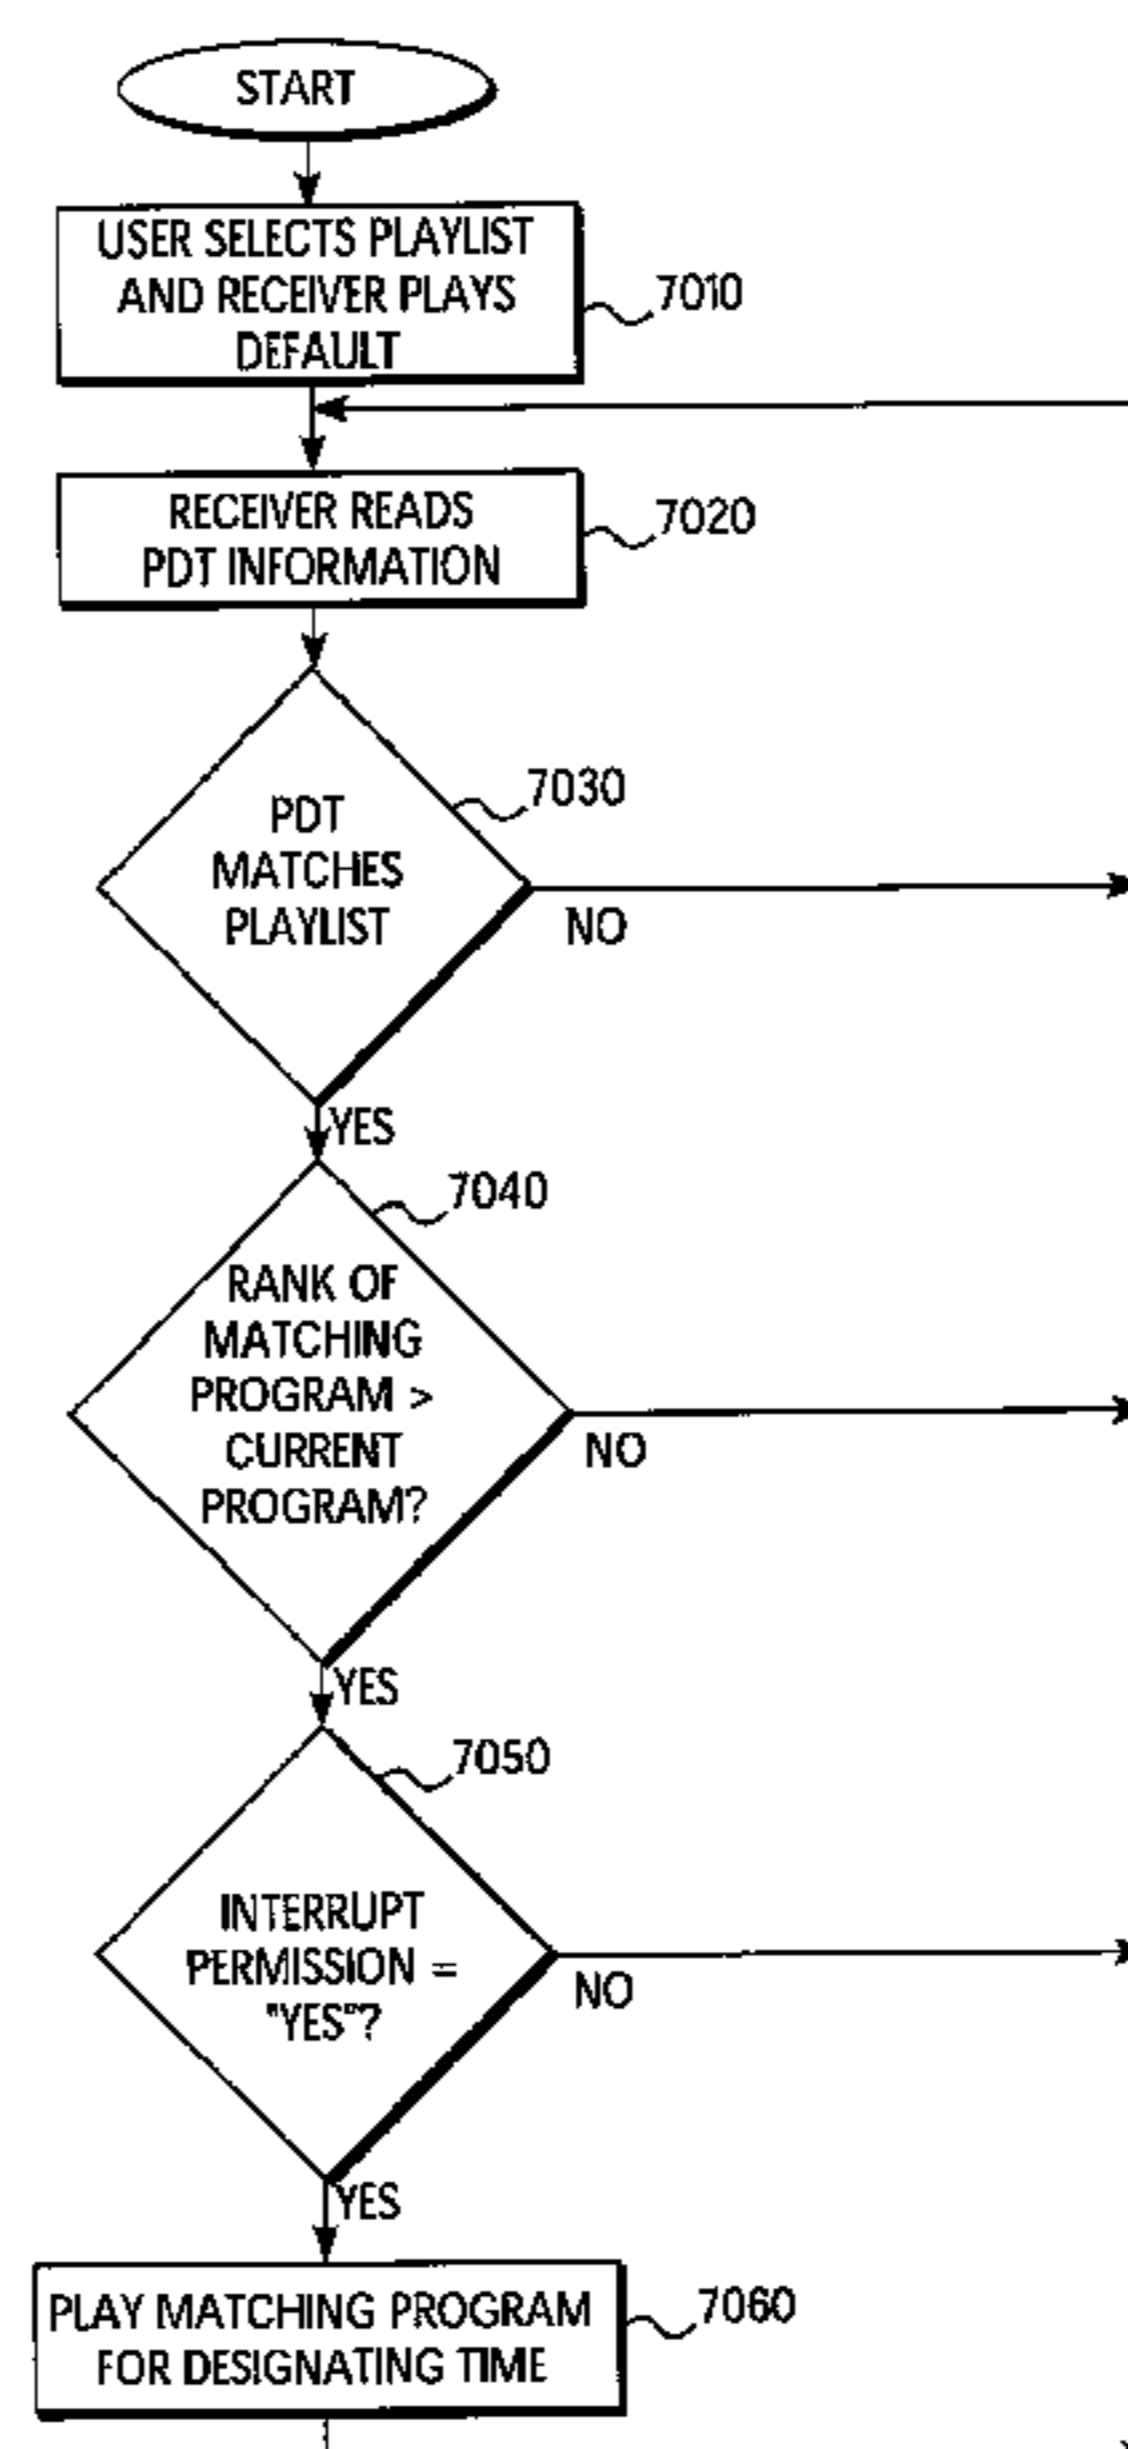 START
USER SELECTS PLAYLIST
AND RECEIVER PLAYS
DEFAULT
7010
RECEIVER READS
PDT INFORMATION
7020
PDT
MATCHES
PLAYLIST
7030
NO
YES
7040
RANK OF
MATCHING
PROGRAM >
CURRENT
PROGRAM?
NO
YES
7050
INTERRUPT
PERMISSION =
"YES"?
NO
YES
PLAY MATCHING PROGRAM
FOR DESIGNATING TIME
7060